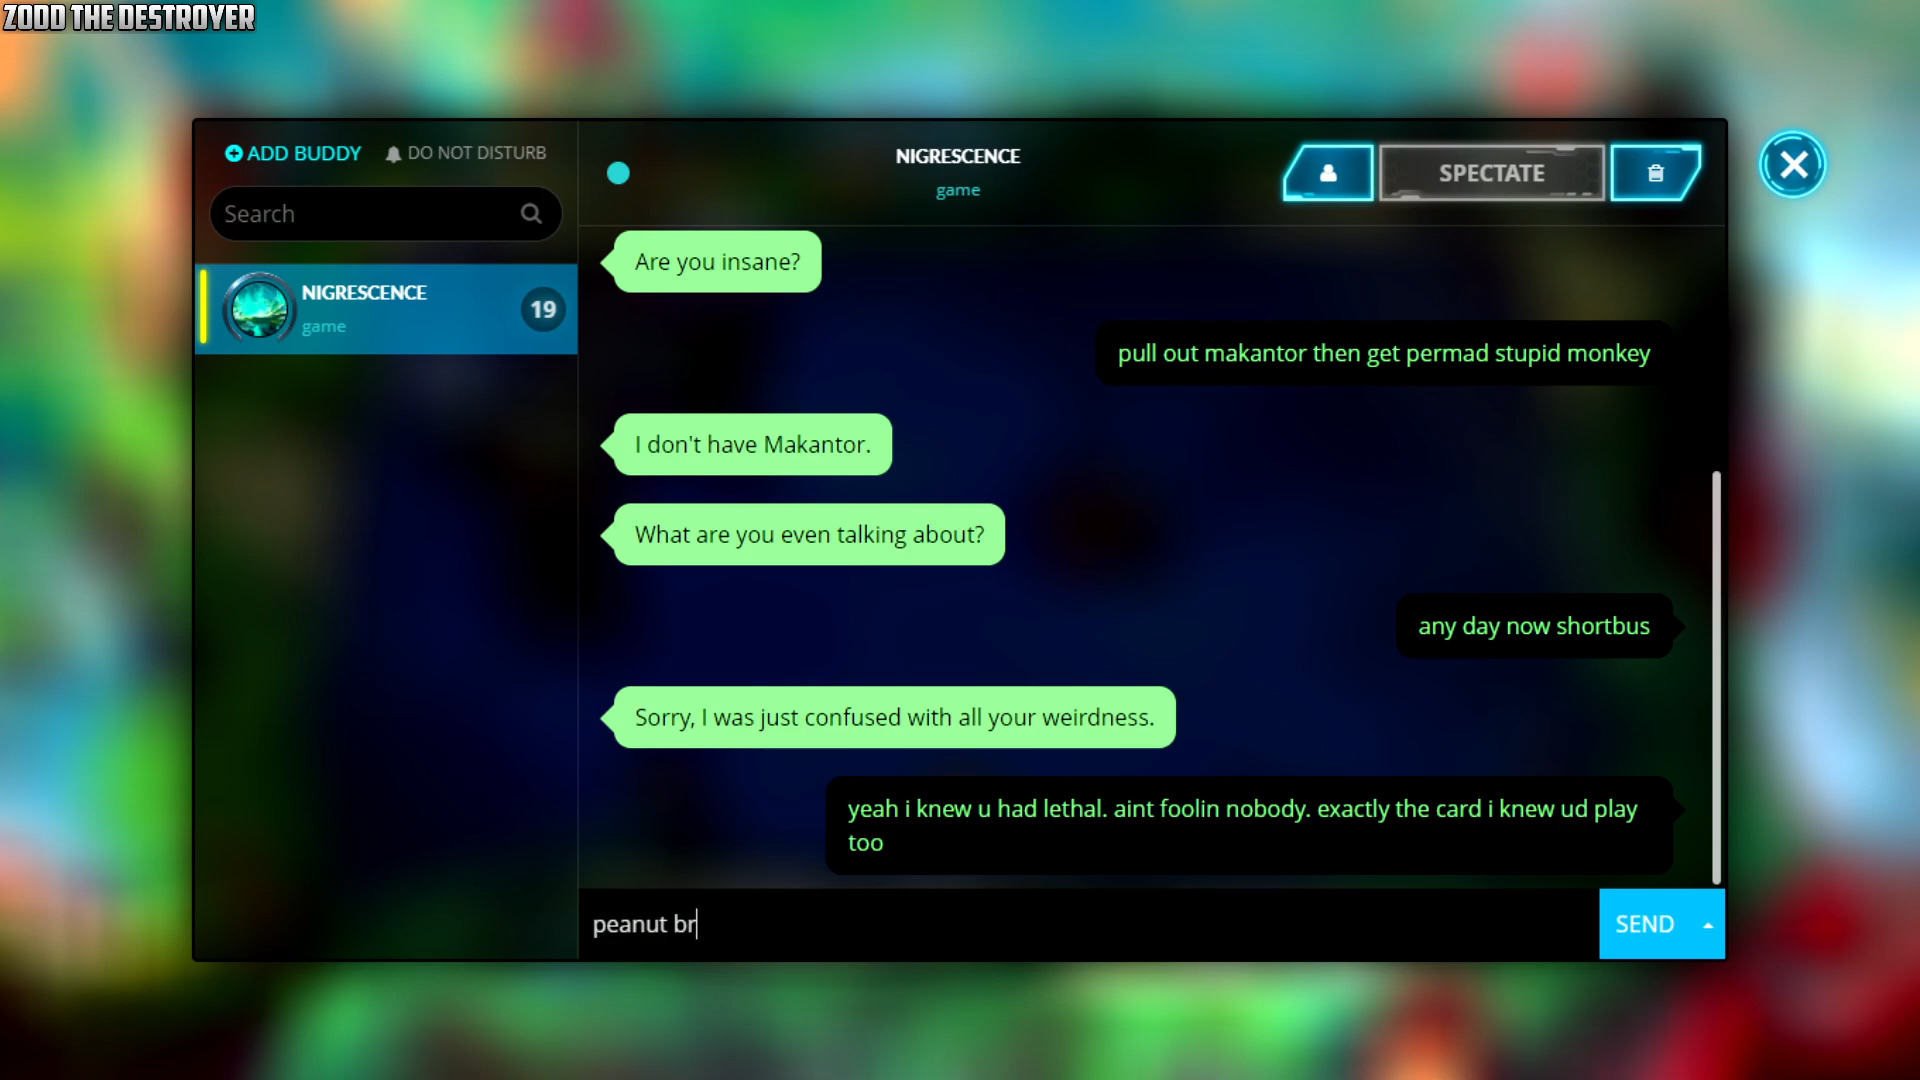 ZODD THE DESTROYER
ADD BUDDY
DO NOT DISTURB
Search
NIGRESCENCE
game
19
NIGRESCENCE
game
SPECTATE
Are you insane?
pull out makantor then get permad stupid monkey
I don't have Makantor.
What are you even talking about?
any day now shortbus
Sorry, I was just confused with all your weirdness.
yeah i knew u had lethal. aint foolin nobody. exactly the card i knew ud play
too
peanut br
SEND